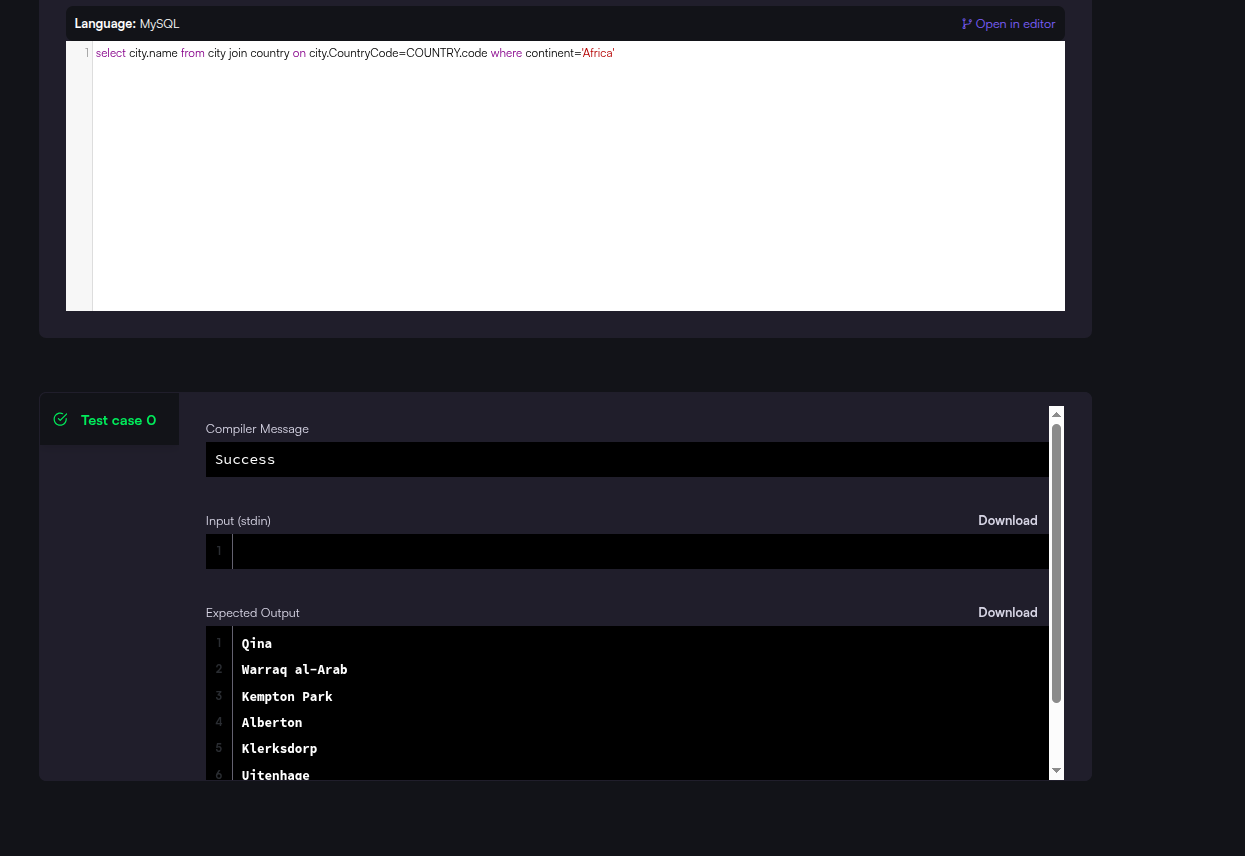 Language: MySQL
Open in editor
1 select city.name from city join country on city.CountryCode=COUNTRY.code where continent='Africa'
Test case 0
Compiler Message
Success
Input (stdin)
Download
1
Expected Output
Download
1 Qina
2 Warraq al-Arab
3 Kempton Park
4 Alberton
5 Klerksdorp
6 Uitenhage